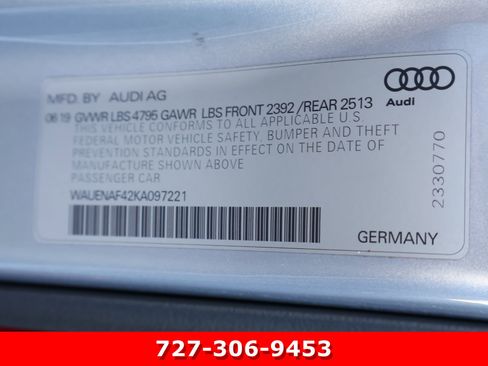 MFD. BY AUDI AG
06 19 GVWR LBS 4795 GAWR LBS FRONT 2392 /REAR 2513
THIS VEHICLE CONFORMS TO ALL APPLICABLE U S
FEDERAL MOTOR VEHICLE SAFETY, BUMPER AND THEFT
PREVENTION STANDARDS IN EFFECT ON THE DATE OF
MANUFACTURE SHOWN ABOVE
PASSENGER CAR
WAUENAF42KA097221
GERMANY
Audi
2330770
727-306-9453